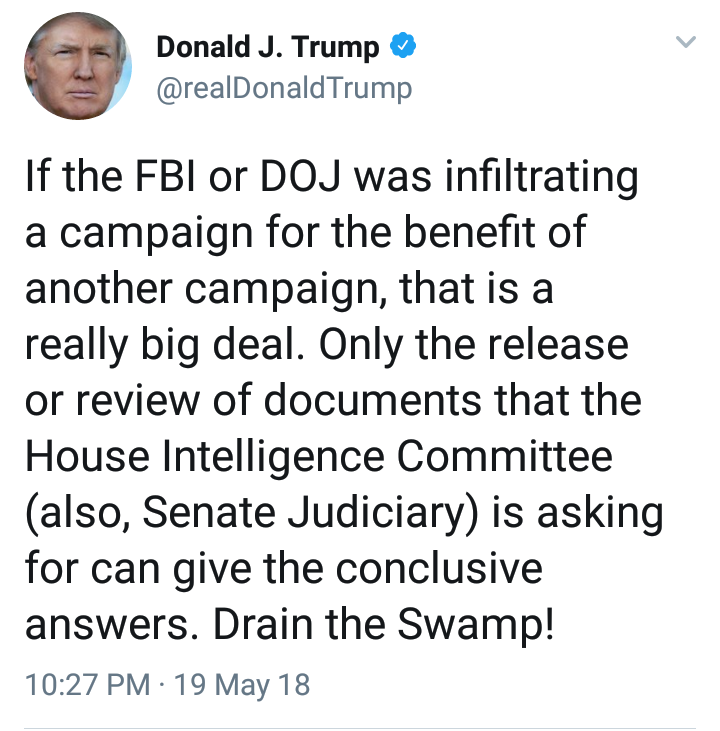 Donald J. Trump
@realDonaldTrump
If the FBI or DOJ was infiltrating
a campaign for the benefit of
another campaign, that is a
really big deal. Only the release
or review of documents that the
House Intelligence Committee
(also, Senate Judiciary) is asking
for can give the conclusive
answers. Drain the Swamp!
10:27 PM · 19 May 18